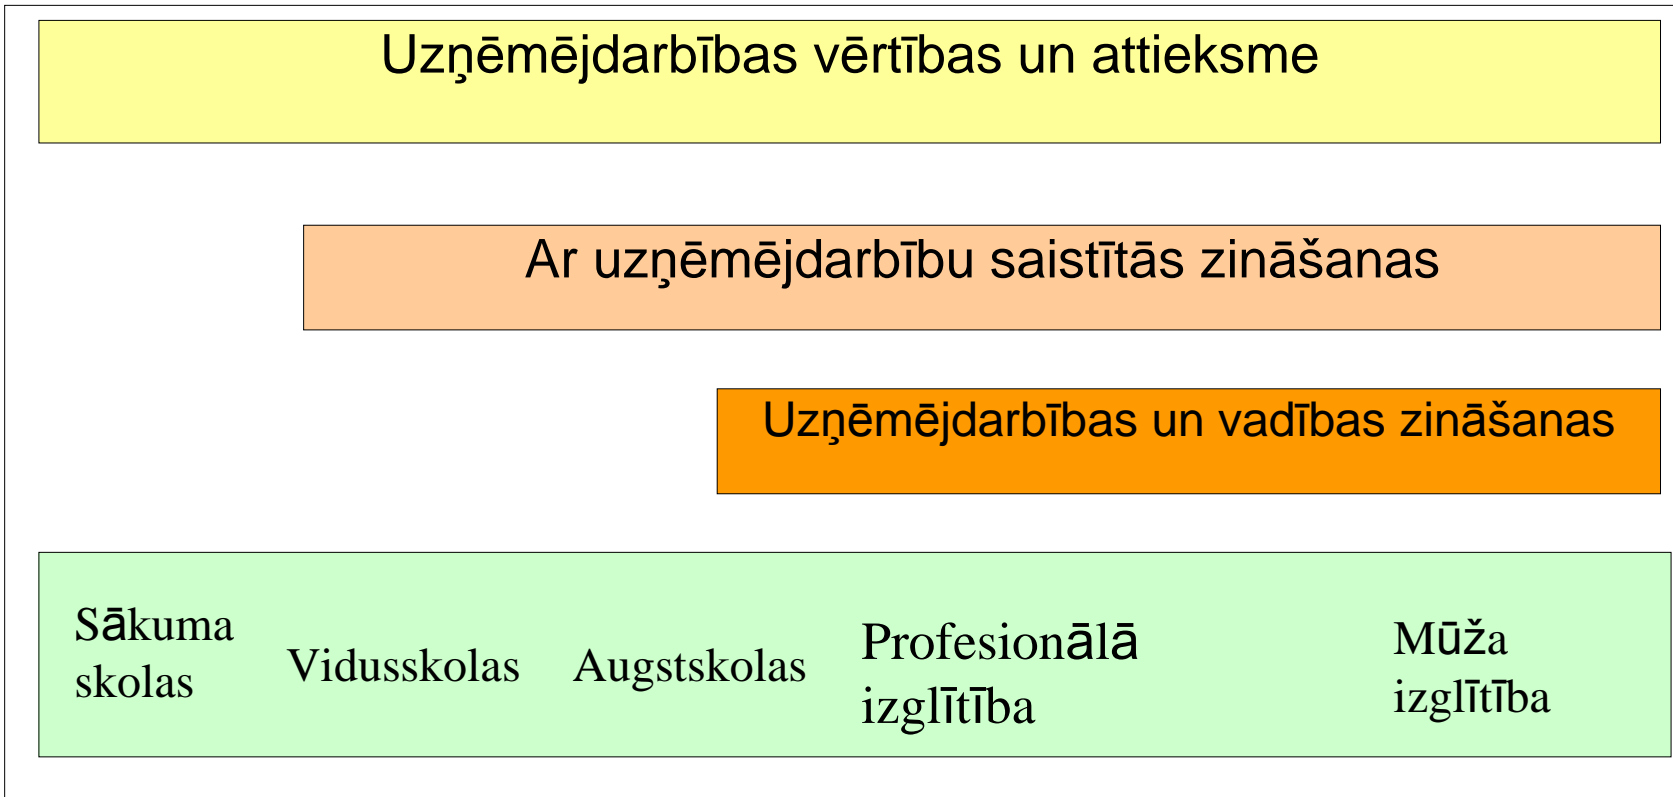 Uzņēmējdarbības vērtības un attieksme
Ar uzņēmējdarbību saistītās zināšanas
Uzņēmējdarbības un vadības zināšanas
Sākuma
skolas
Vidusskolas
Augstskolas
Profesionālā
izglītība
Mūža
izglītība